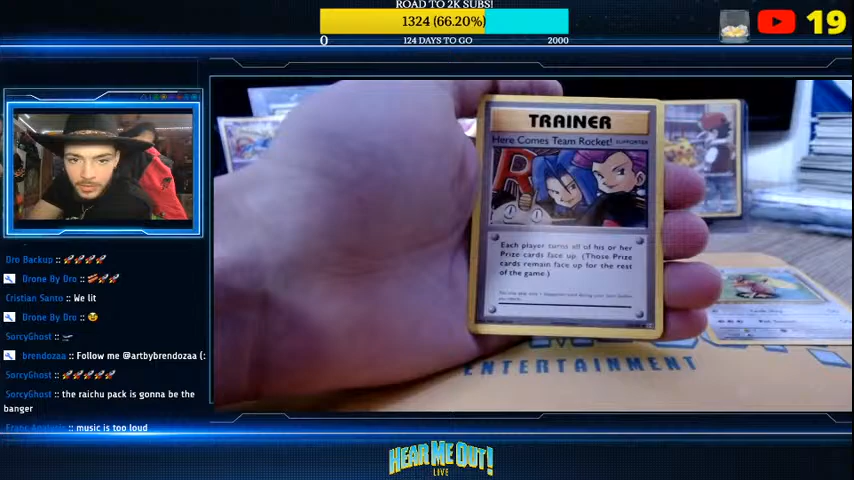 ROAD TO 2K SUBS!
1324 (66.20%)
0
124 DAYS TO GO
2000
19
TRAINER
Here Comes Team Rocket! SUPPORTER
R
Each player turns all of his or her
Prize cards face up. (Those Prize
cards remain face up for the rest
of the game.)
ENTERTAINMENT
Dro Backup ::
Drone By Dro ::
Cristian Santo :: We lit
Drone By Dro ::
SorcyGhost ::
brendozaa :: Follow me @artbybrendozaa (:
SorcyGhost ::
SorcyGhost :: the raichu pack is gonna be the
banger
:: music is too loud
HEAR ME OUT!
LIVE